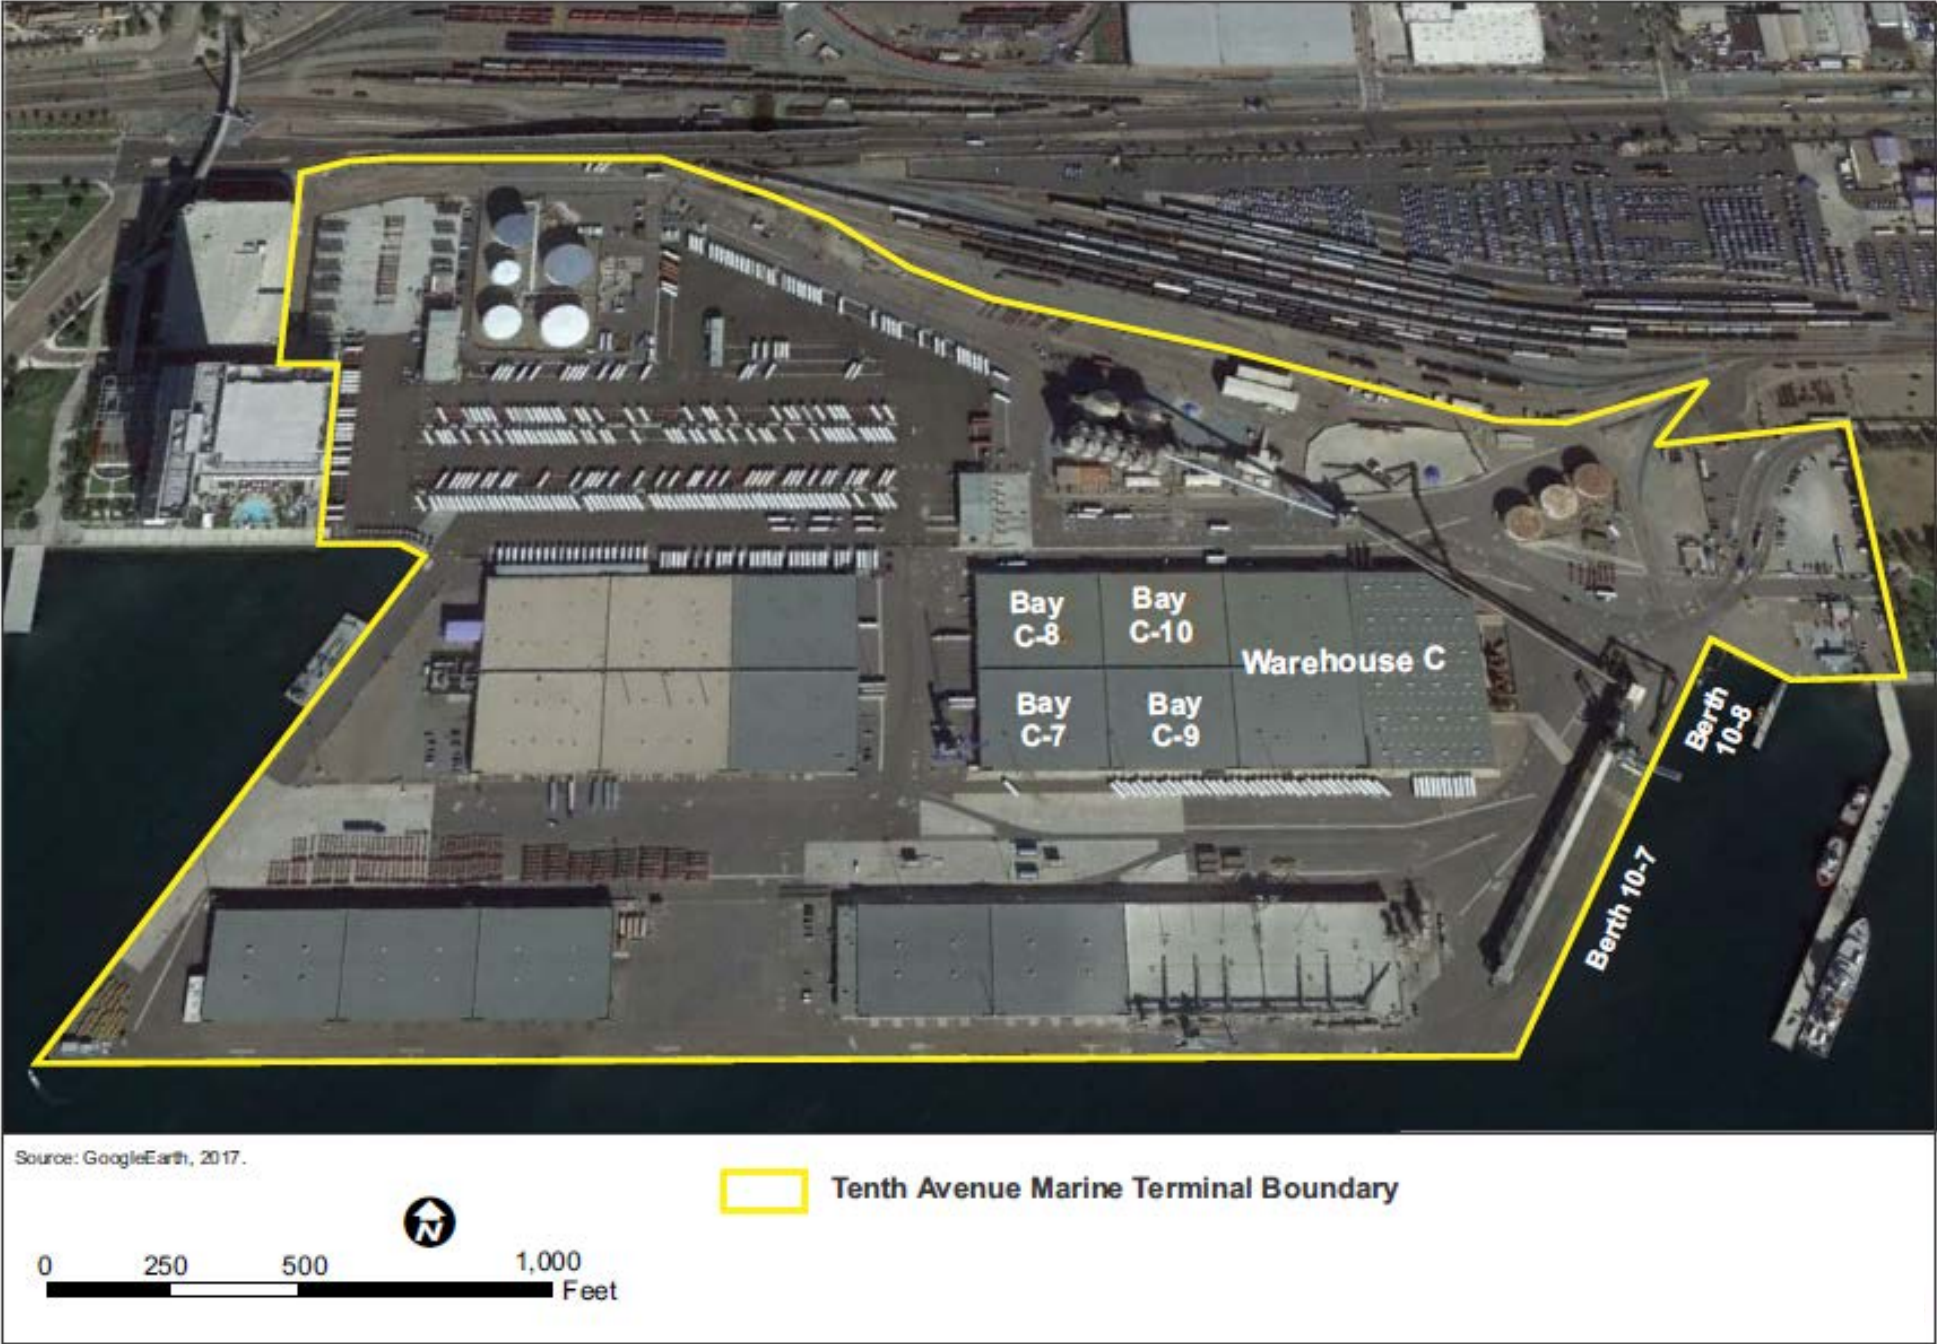 Bay
C-8
Bay
C-10
Warehouse C
Bay
C-7
Bay
C-9
Berth
10-8
Berth 10-7
Source: GoogleEarth, 2017.
Tenth Avenue Marine Terminal Boundary
N
0 250 500 1,000
Feet